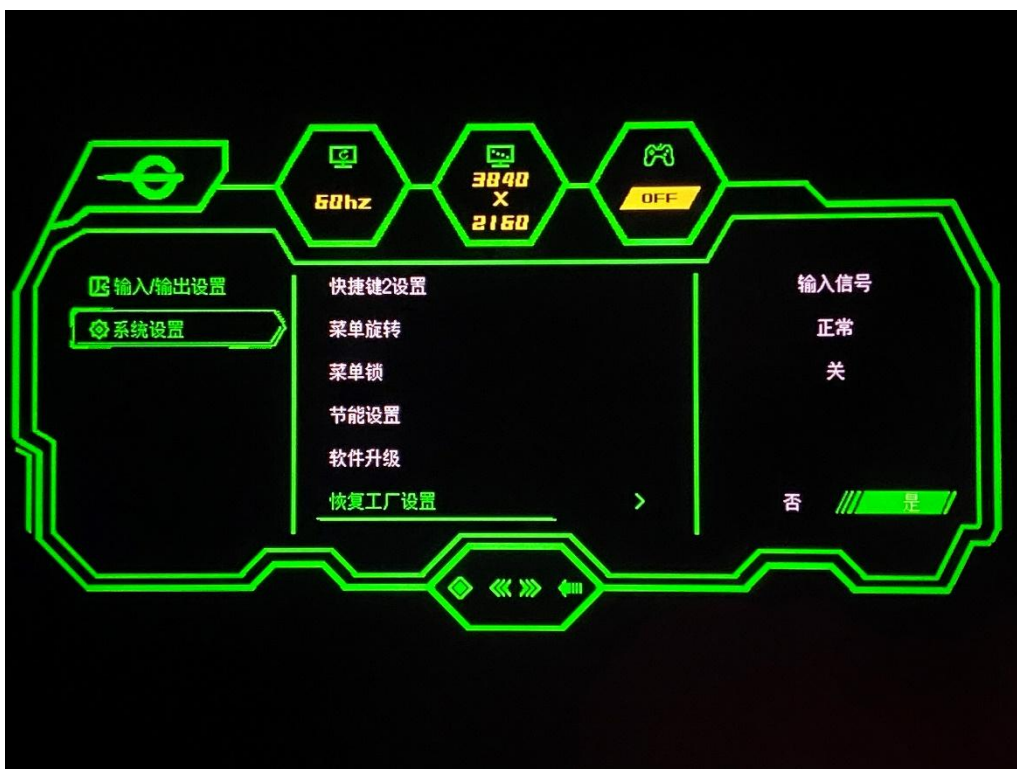 60hz
3840
X
2160
OFF
输入/输出设置
系统设置
快捷键2设置
菜单旋转
菜单锁
节能设置
软件升级
恢复工厂设置
输入信号
正常
关
否
是